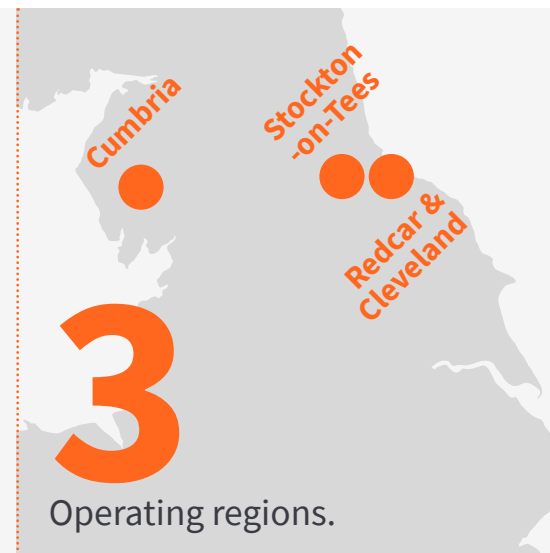 Cumbria
Stockton
-on-Tees
Redcar &
Cleveland
3
Operating regions.